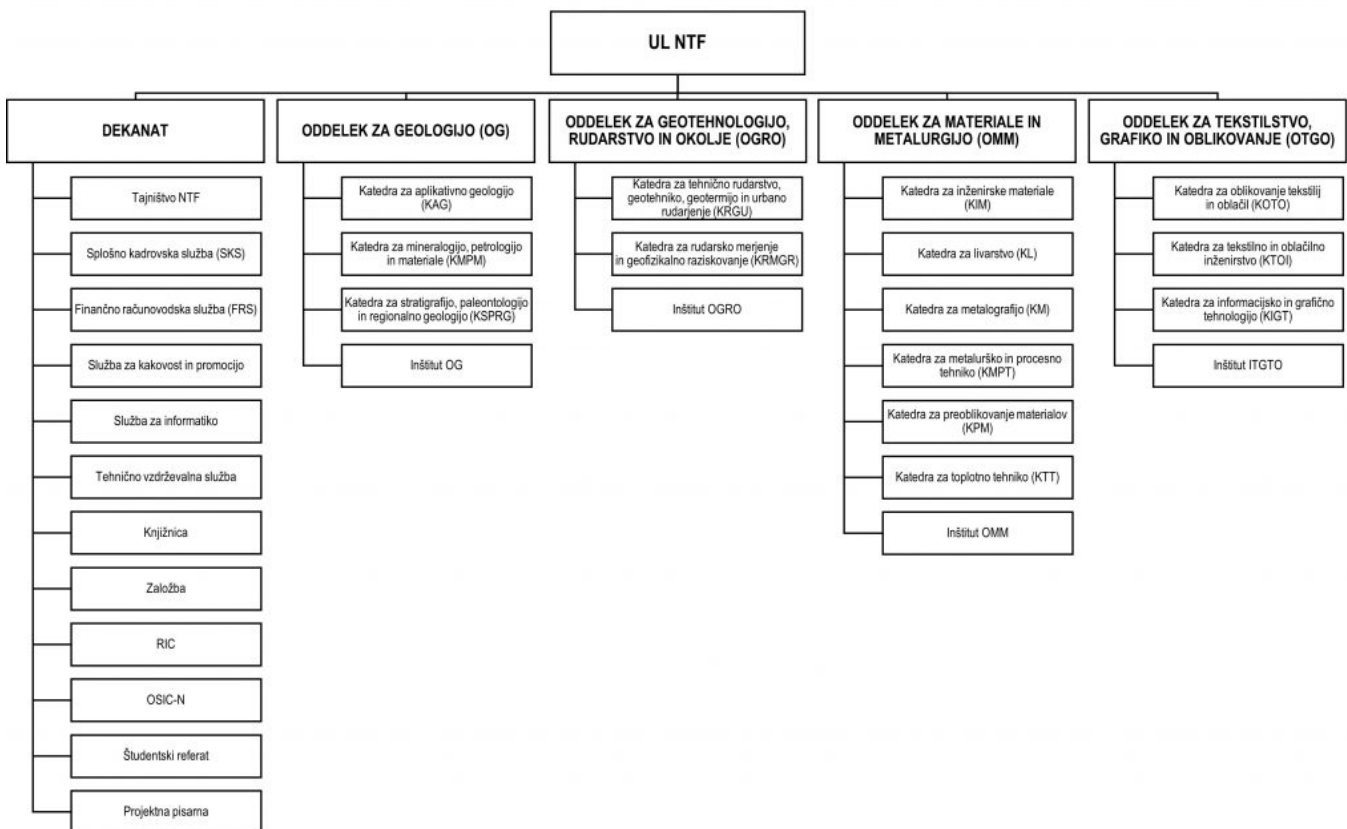 UL NTF
DEKANAT
Tajništvo NTF
Splošno kadrovska služba (SKS)
Finančno računovodska služba (FRS)
Služba za kakovost in promocijo
Služba za informatiko
Tehnično vzdrževalna služba
Knjižnica
Založba
RIC
OSIC-N
Študentski referat
Projektna pisarna
ODDELEK ZA GEOLOGIJO (OG)
Katedra za aplikativno geologijo
(KAG)
Katedra za mineralogijo, petrologijo
in materiale (KMPM)
Katedra za stratigrafijo, paleontologijo
in regionalno geologijo (KSPRG)
Inštitut OG
ODDELEK ZA GEOTEHNOLOGIJO,
RUDARSTVO IN OKOLJE (OGRO)
Katedra za tehnično rudarstvo,
geotehniko, geotermijo in urbano
rudarjenje (KRGU)
Katedra za rudarsko merjenje
in geofizikalno raziskovanje (KRMGR)
Inštitut OGRO
ODDELEK ZA MATERIALE IN
METALURGIJO (OMM)
Katedra za inženirske materiale
(KIM)
Katedra za livarstvo (KL)
Katedra za metalografijo (KM)
Katedra za metalurško in procesno
tehniko (KMPT)
Katedra za preoblikovanje materialov
(KPM)
Katedra za toplotno tehniko (KTT)
Inštitut OMM
ODDELEK ZA TEKSTILSTVO,
GRAFIKO IN OBLIKOVANJE (OTGO)
Katedra za oblikovanje tekstilij
in oblačil (KOTO)
Katedra za tekstilno in oblačilno
inženirstvo (KTOI)
Katedra za informacijsko in grafično
tehnologijo (KIGT)
Inštitut ITGTO